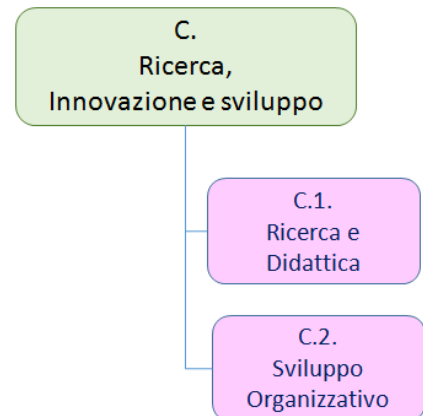 C.
Ricerca,
Innovazione e sviluppo
C.1.
Ricerca e
Didattica
C.2.
Sviluppo
Organizzativo